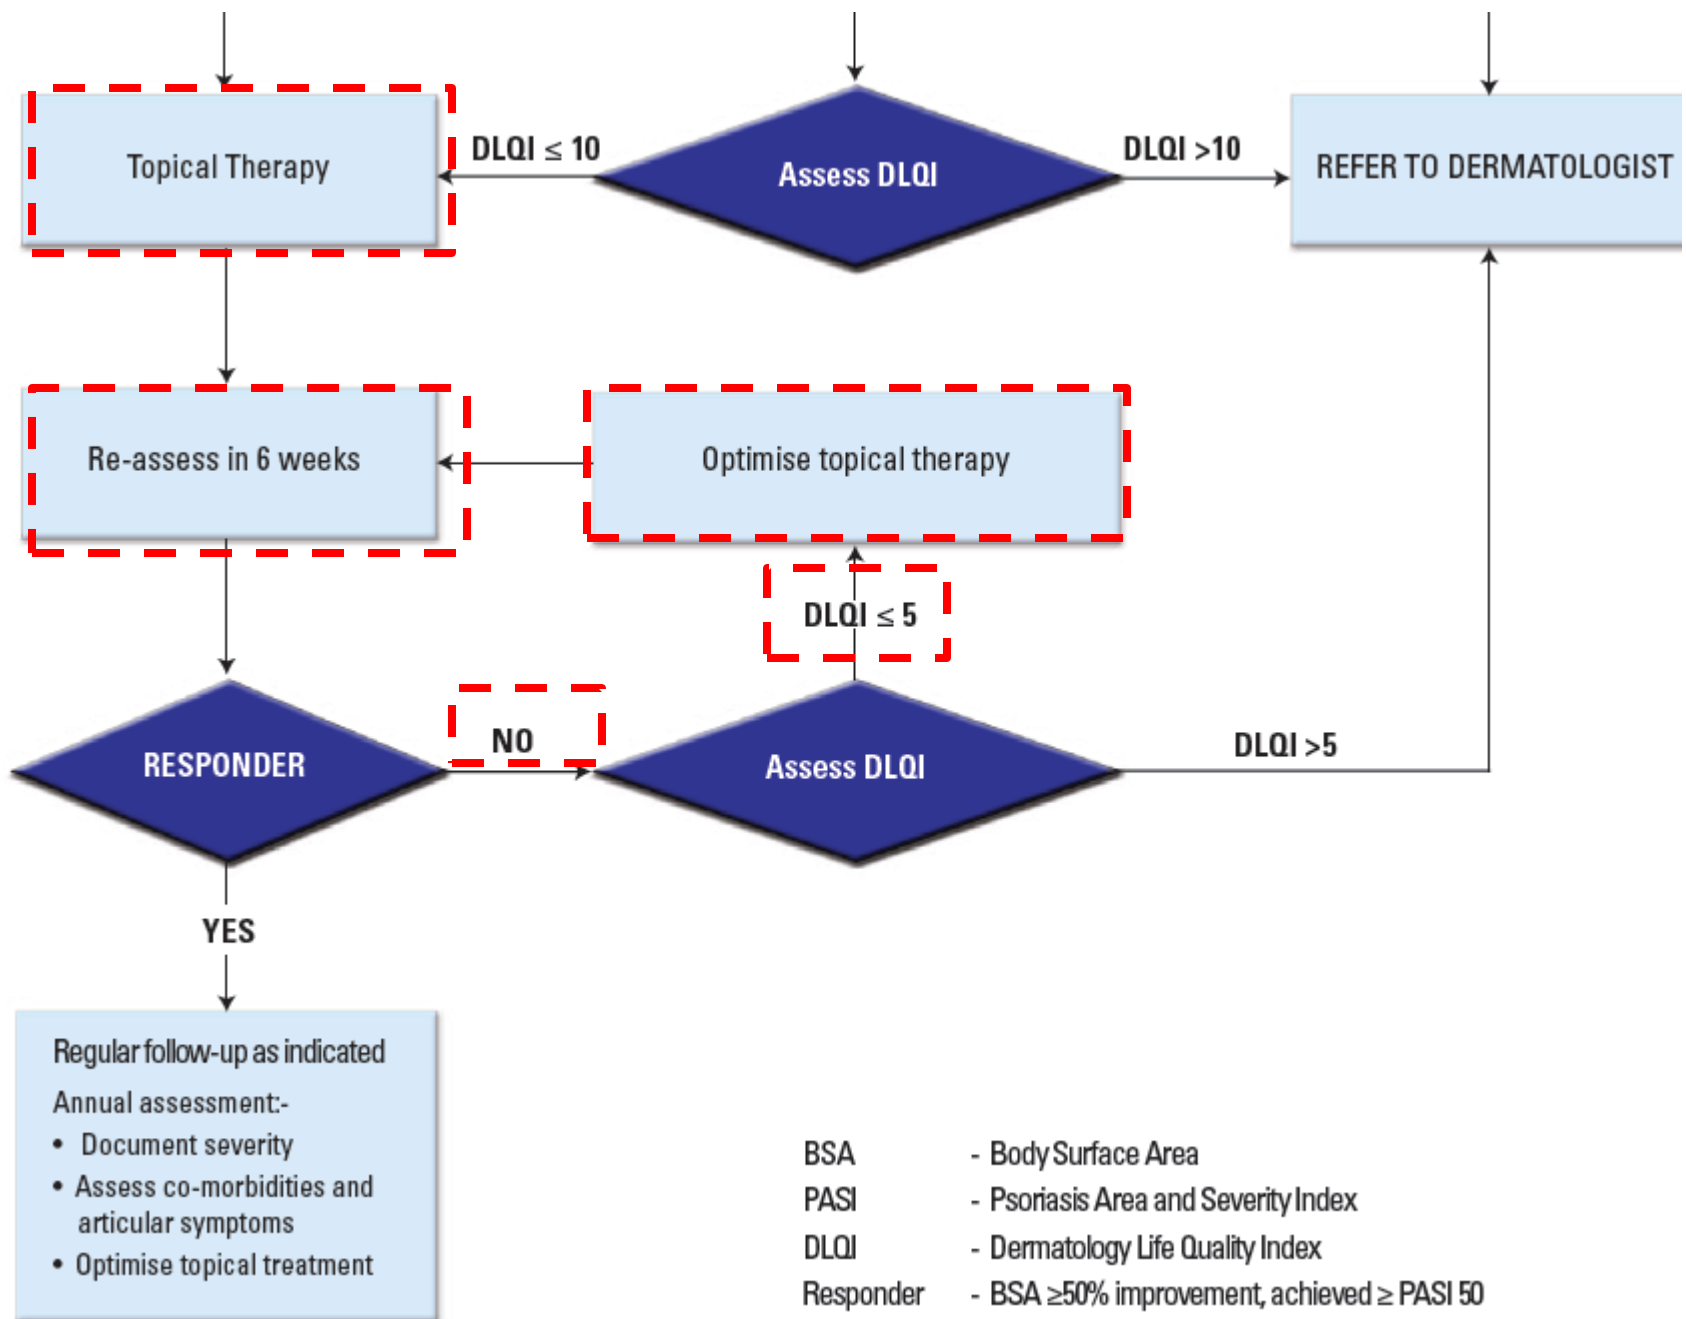 Topical Therapy
DLQI ≤ 10
Assess DLQI
DLQI >10
REFER TO DERMATOLOGIST
Re-assess in 6 weeks
Optimise topical therapy
DLQI ≤ 5
RESPONDER
NO
Assess DLQI
DLQI >5
YES
Regular follow-up as indicated
Annual assessment:-
• Document severity
• Assess co-morbidities and
articular symptoms
• Optimise topical treatment
BSA - Body Surface Area
PASI - Psoriasis Area and Severity Index
DLQI - Dermatology Life Quality Index
Responder - BSA ≥50% improvement, achieved ≥ PASI 50